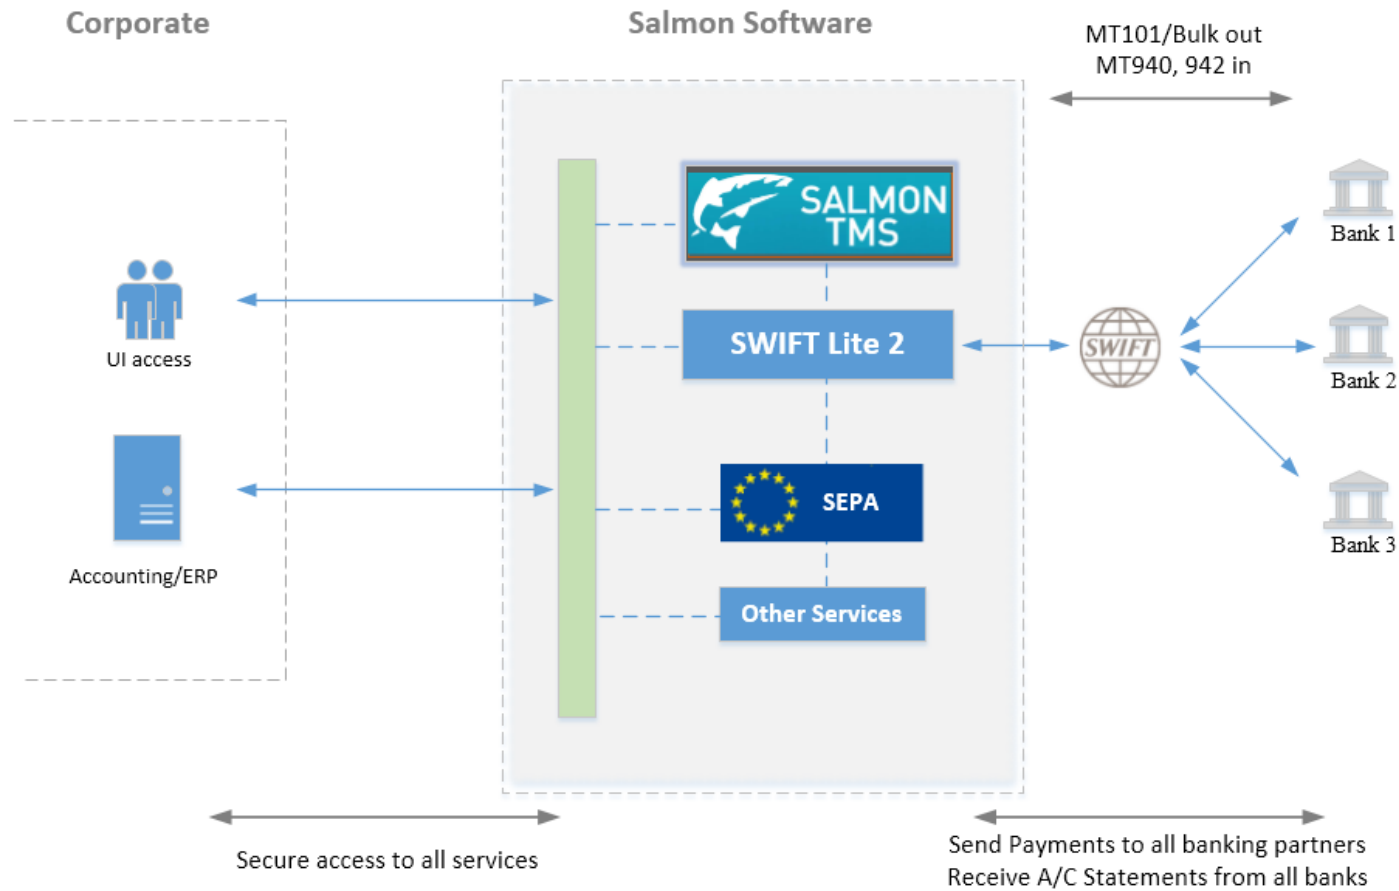 Corporate
Salmon Software
MT101/Bulk out
MT940, 942 in
SALMON
TMS
Bank 1
UI access
SWIFT Lite 2
SWIFT
Bank 2
SEPA
Bank 3
Accounting/ERP
Other Services
Secure access to all services
Send Payments to all banking partners
Receive A/C Statements from all banks